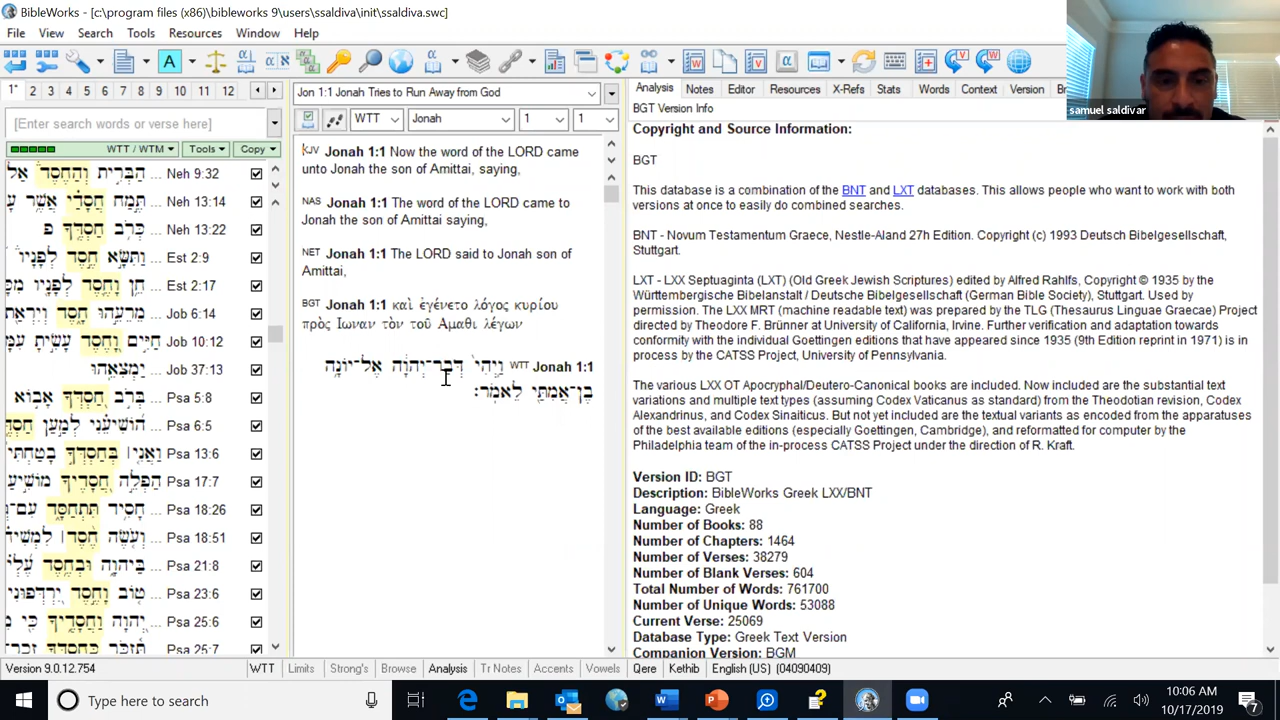 BibleWorks 9 - [c:\program files (x86)\bibleworks 9\users\ssaldiva\init\ssaldiva.swc]
File View Search Tools Resources Window Help
1* 2 3 4 5 6 7 8 9 10 11 12
[Enter search words or verse here]
WTT / WTM Tools Copy
Neh 9:32
Neh 13:14
Neh 13:22
Est 2:9
Est 2:17
Job 6:14
Job 10:12
Job 37:13
Psa 5:8
Psa 6:5
Psa 13:6
Psa 17:7
Psa 18:26
Psa 18:51
Psa 21:8
Psa 23:6
Psa 25:6
Psa 25:7
Jon 1:1 Jonah Tries to Run Away from God
WTT Jonah 1 1
KJV Jonah 1:1 Now the word of the LORD came
unto Jonah the son of Amittai, saying,
NAS Jonah 1:1 The word of the LORD came to
Jonah the son of Amittai saying,
NET Jonah 1:1 The LORD said to Jonah son of
Amittai,
BGT Jonah 1:1 καὶ ἐγένετο λόγος κυρίου
πρὸς Ιωναν τὸν τοῦ Αμαθι λέγων
WTT Jonah 1:1 וַיְהִי֙ דְּבַר־יְהוָ֔ה אֶל־יוֹנָ֥ה
בֶן־אֲמִתַּ֖י לֵאמֹֽר׃
Analysis Notes Editor Resources X-Refs Stats Words Context Version
BGT Version Info
samuel saldivar
Copyright and Source Information:
BGT
This database is a combination of the BNT and LXT databases. This allows people who want to work with both
versions at once to easily do combined searches.
BNT - Novum Testamentum Graece, Nestle-Aland 27h Edition. Copyright (c) 1993 Deutsch Bibelgesellschaft,
Stuttgart.
LXT - LXX Septuaginta (LXT) (Old Greek Jewish Scriptures) edited by Alfred Rahlfs, Copyright © 1935 by the
Württembergische Bibelanstalt / Deutsche Bibelgesellschaft (German Bible Society), Stuttgart. Used by
permission. The LXX MRT (machine readable text) was prepared by the TLG (Thesaurus Linguae Graecae) Project
directed by Theodore F. Brünner at University of California, Irvine. Further verification and adaptation towards
conformity with the individual Goettingen editions that have appeared since 1935 (9th Edition reprint in 1971) is in
process by the CATSS Project, University of Pennsylvania.
The various LXX OT Apocryphal/Deutero-Canonical books are included. Now included are the substantial text
variations and multiple text types (assuming Codex Vaticanus as standard) from the Theodotian revision, Codex
Alexandrinus, and Codex Sinaiticus. But not yet included are the textual variants as encoded from the apparatuses
of the best available editions (especially Goettingen, Cambridge), and reformatted for computer by the
Philadelphia team of the in-process CATSS Project under the direction of R. Kraft.
Version ID: BGT
Description: BibleWorks Greek LXX/BNT
Language: Greek
Number of Books: 88
Number of Chapters: 1464
Number of Verses: 38279
Number of Blank Verses: 604
Total Number of Words: 761700
Number of Unique Words: 53088
Current Verse: 25069
Database Type: Greek Text Version
Companion Version: BGM
Version 9.0.12.754 WTT Limits Strong's Browse Analysis Tr Notes Accents Vowels Qere Kethib English (US) (04090409)
Type here to search
10:06 AM
10/17/2019
7